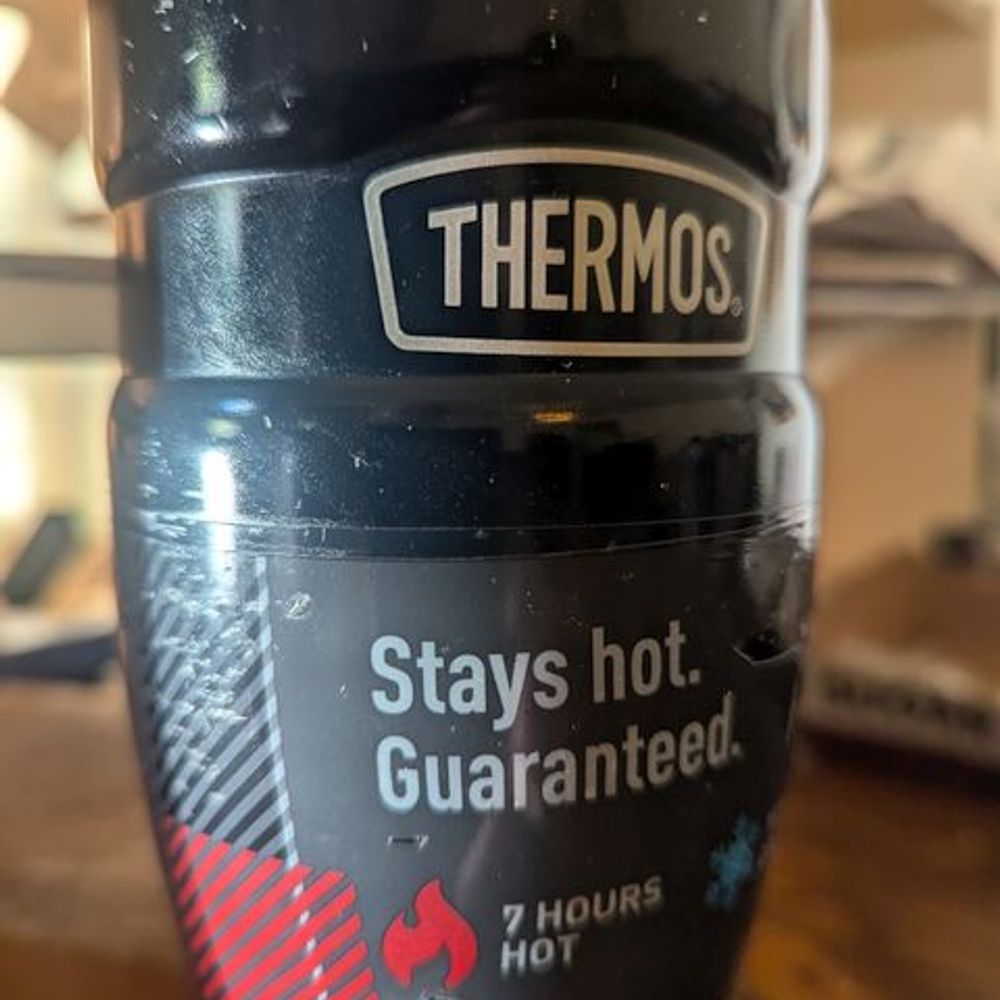 THERMOS®
Stays hot.
Guaranteed.
7 HOURS
HOT